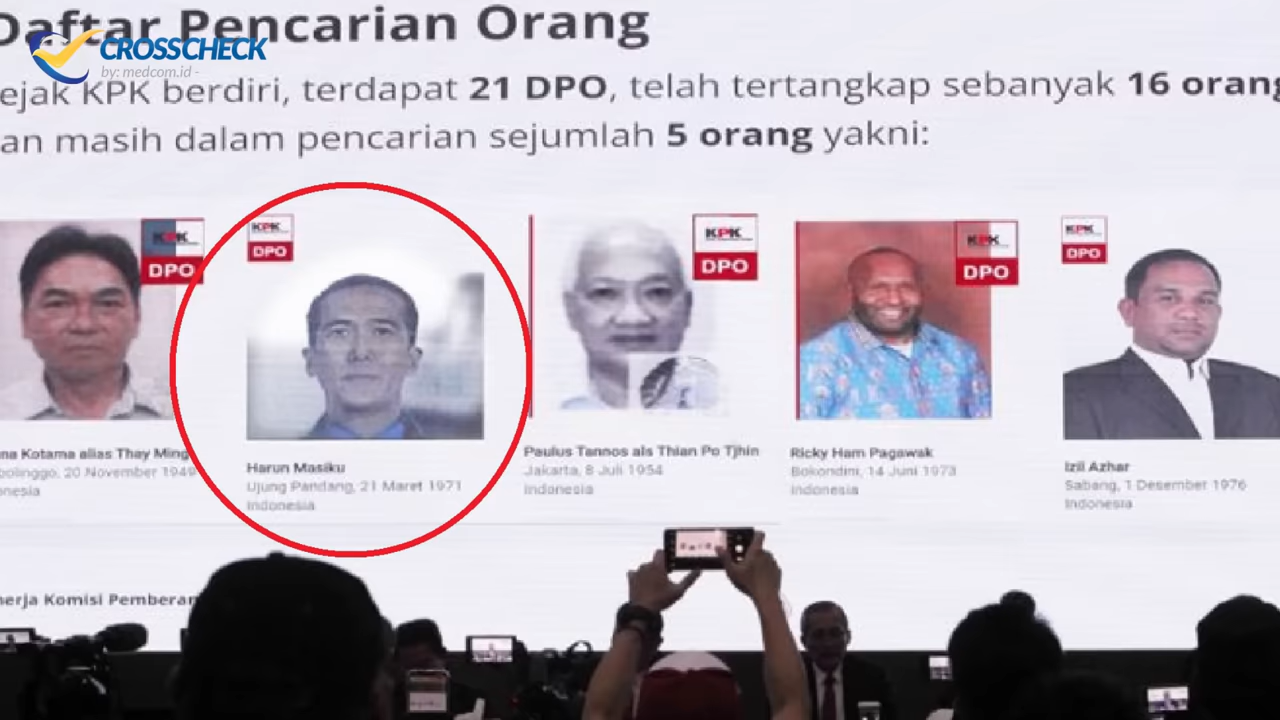 Daftar Pencarian Orang
CROSSCHECK
by: medcom.id -
ejak KPK berdiri, terdapat 21 DPO, telah tertangkap sebanyak 16 orang
an masih dalam pencarian sejumlah 5 orang yakni:
KPK
DPO
KPK
DPO
KPK
DPO
KPK
DPO
KPK
DPO
na Kotama alias Thay Ming
bolinggo, 20 November 1949
onesia
Harun Masiku
Ujung Pandang, 21 Maret 1971
Indonesia
Paulus Tannos als Thian Po Tjhin
Jakarta, 8 Juli 1954
Indonesia
Ricky Ham Pagawak
Bokondini, 14 Juni 1973
Indonesia
Izil Azhar
Sabang, 1 Desember 1976
Indonesia
nerja Komisi Pemberan